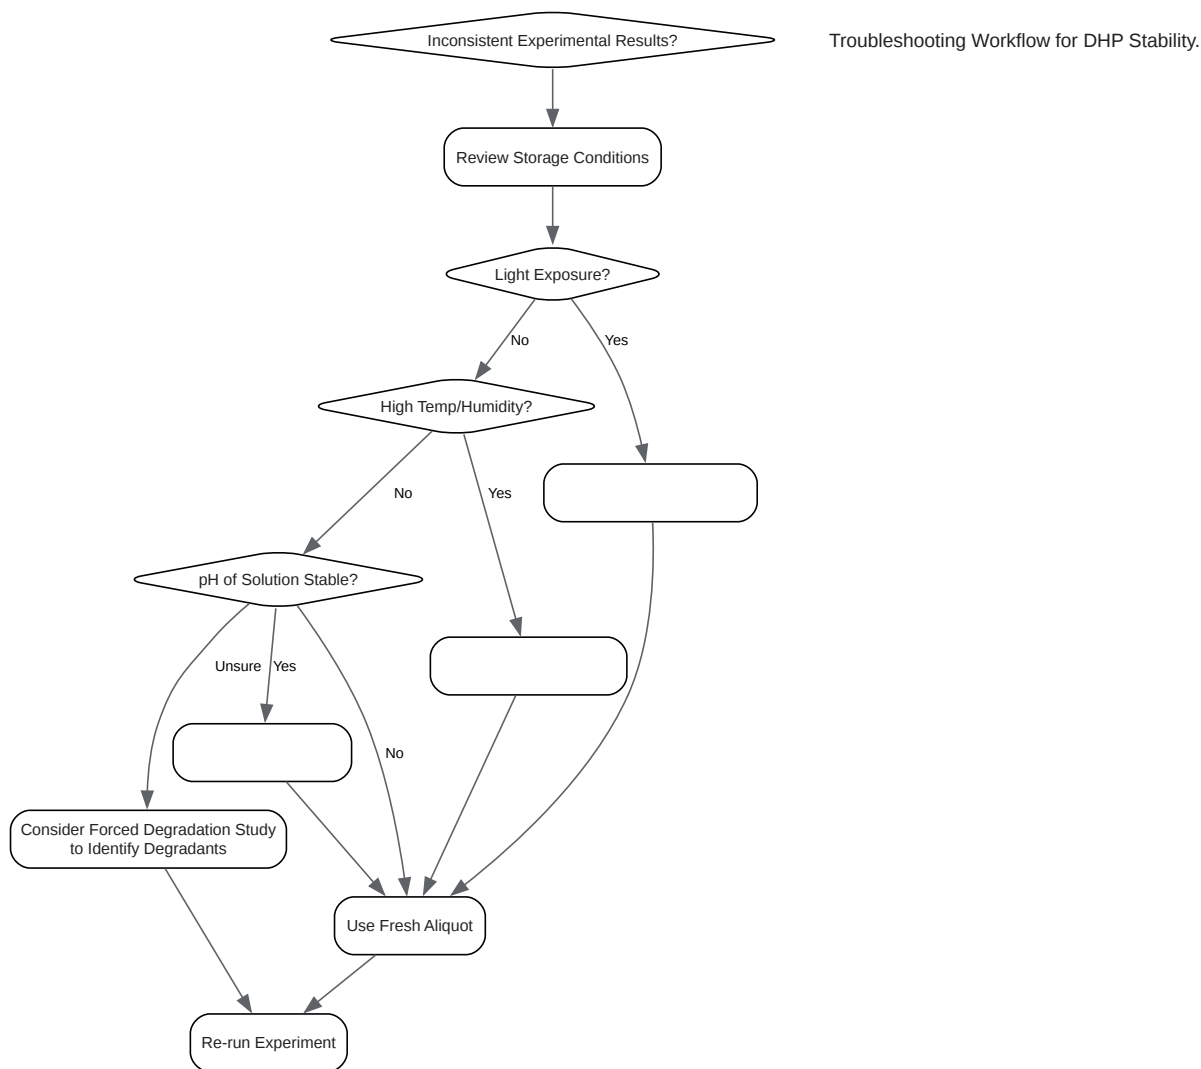 Inconsistent Experimental Results?
Troubleshooting Workflow for DHP Stability.
Review Storage Conditions
Light Exposure?
No
Yes
High Temp/Humidity?
No
Yes
pH of Solution Stable?
Unsure
Yes
No
Consider Forced Degradation Study
to Identify Degradants
Use Fresh Aliquot
Re-run Experiment